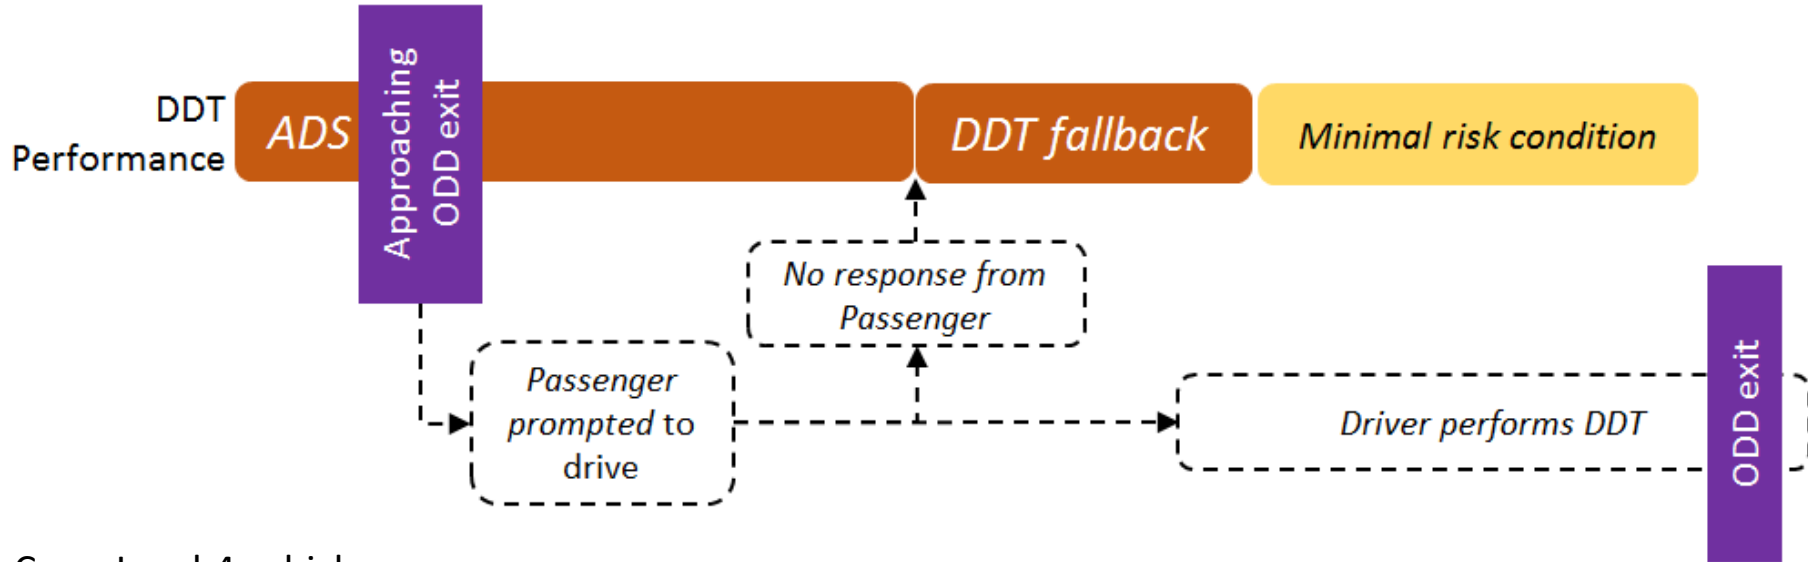 DDT
Performance
ADS
Approaching
ODD exit
DDT fallback
Minimal risk condition
No response from
Passenger
Passenger
prompted to
drive
Driver performs DDT
ODD exit